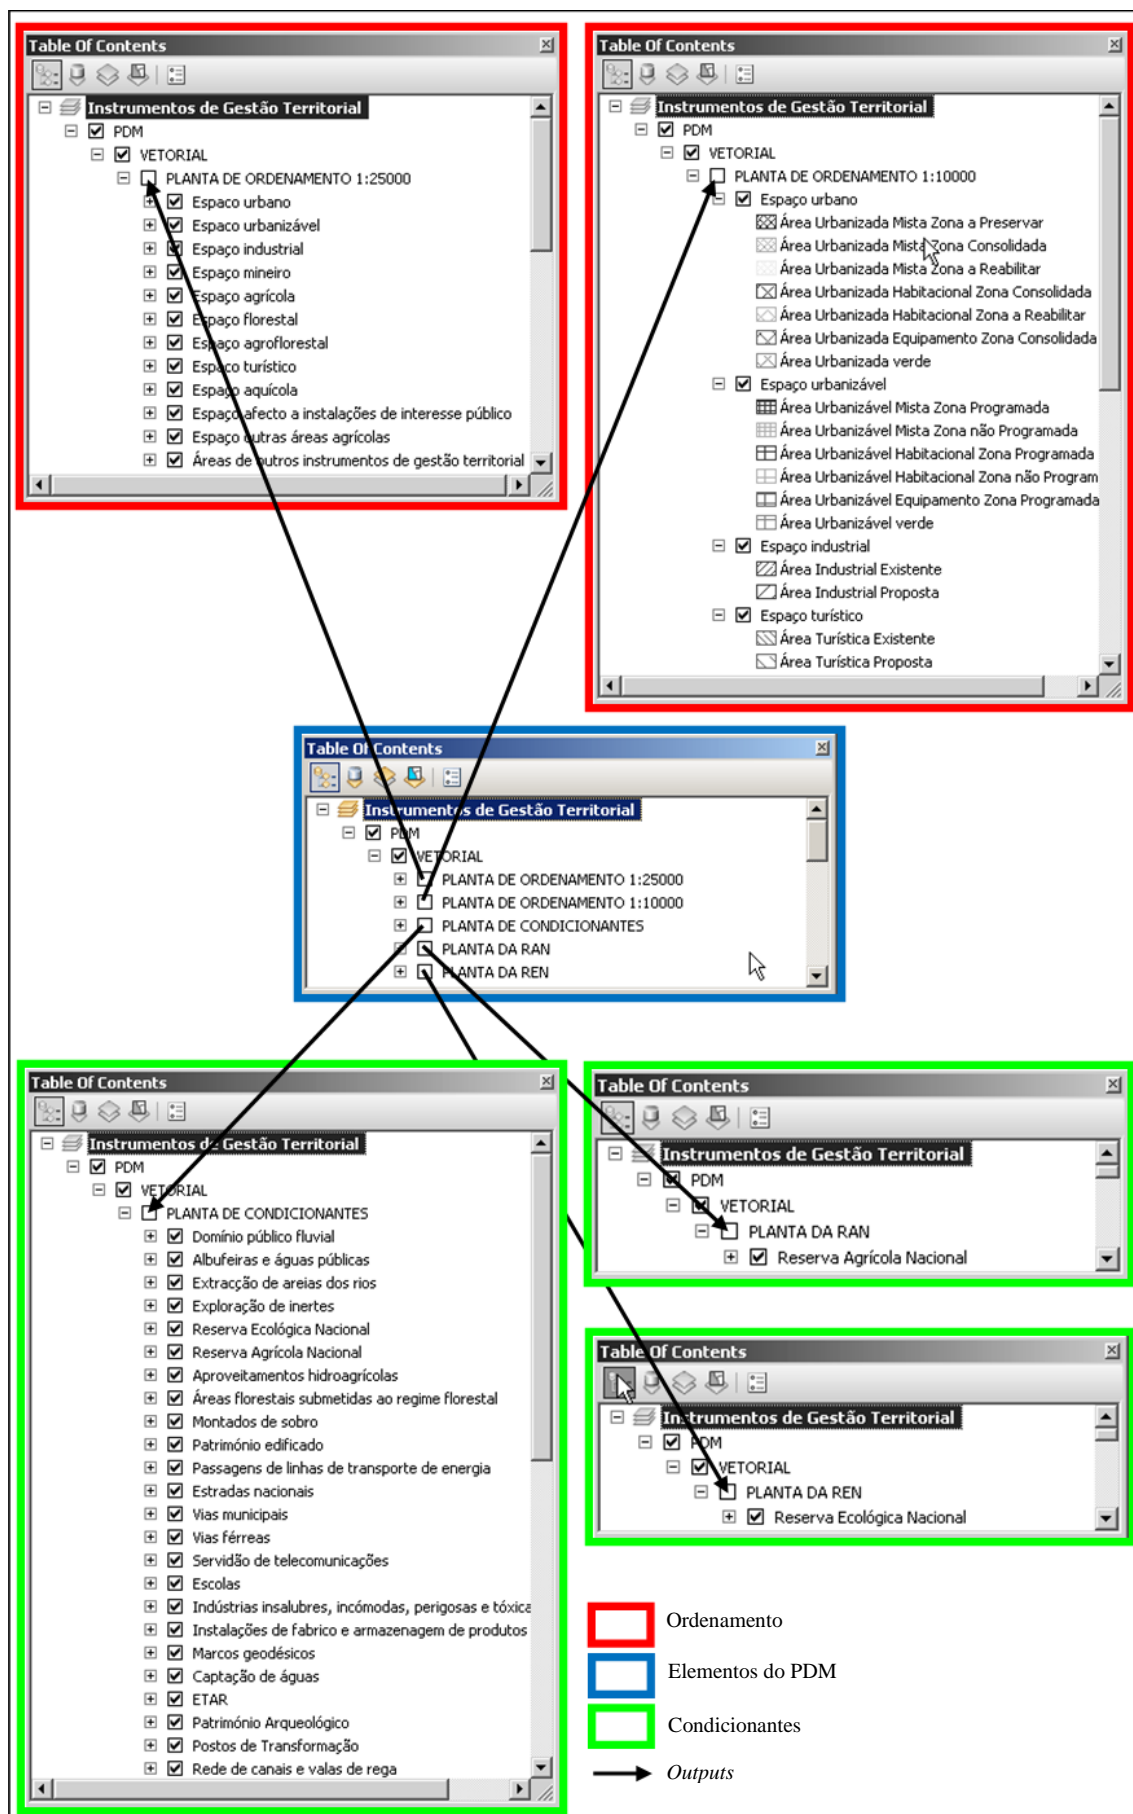 Table Of Contents
Instrumentos de Gestão Territorial
PDM
VETORIAL
PLANTA DE ORDENAMENTO 1:25000
Espaco urbano
Espaço urbanizável
Espaço industrial
Espaço mineiro
Espaço agrícola
Espaço florestal
Espaço agroflorestal
Espaço turístico
Espaço aquícola
Espaço afecto a instalações de interesse público
Espaço outras áreas agrícolas
Áreas de outros instrumentos de gestão territorial
Table Of Contents
Instrumentos de Gestão Territorial
PDM
VETORIAL
PLANTA DE ORDENAMENTO 1:10000
Espaço urbano
Área Urbanizada Mista Zona a Preservar
Área Urbanizada Mista Zona Consolidada
Área Urbanizada Mista Zona a Reabilitar
Área Urbanizada Habitacional Zona Consolidada
Área Urbanizada Habitacional Zona a Reabilitar
Área Urbanizada Equipamento Zona Consolidada
Área Urbanizada verde
Espaço urbanizável
Área Urbanizável Mista Zona Programada
Área Urbanizável Mista Zona não Programada
Área Urbanizável Habitacional Zona Programada
Área Urbanizável Habitacional Zona não Program
Área Urbanizável Equipamento Zona Programada
Área Urbanizável verde
Espaço industrial
Área Industrial Existente
Área Industrial Proposta
Espaço turístico
Área Turística Existente
Área Turística Proposta
Table Of Contents
Instrumentos de Gestão Territorial
PDM
VETORIAL
PLANTA DE ORDENAMENTO 1:25000
PLANTA DE ORDENAMENTO 1:10000
PLANTA DE CONDICIONANTES
PLANTA DA RAN
PLANTA DA REN
Table Of Contents
Instrumentos de Gestão Territorial
PDM
VETORIAL
PLANTA DE CONDICIONANTES
Domínio público fluvial
Albufeiras e águas públicas
Extracção de areias dos rios
Exploração de inertes
Reserva Ecológica Nacional
Reserva Agrícola Nacional
Aproveitamentos hidroagrícolas
Áreas florestais submetidas ao regime florestal
Montados de sobro
Património edificado
Passagens de linhas de transporte de energia
Estradas nacionais
Vias municipais
Vias férreas
Servidão de telecomunicações
Escolas
Indústrias insalubres, incómodas, perigosas e tóxica
Instalações de fabrico e armazenagem de produtos
Marcos geodésicos
Captação de águas
ETAR
Património Arqueológico
Postos de Transformação
Rede de canais e valas de rega
Table Of Contents
Instrumentos de Gestão Territorial
PDM
VETORIAL
PLANTA DA RAN
Reserva Agrícola Nacional
Table Of Contents
Instrumentos de Gestão Territorial
PDM
VETORIAL
PLANTA DA REN
Reserva Ecológica Nacional
Ordenamento
Elementos do PDM
Condicionantes
Outputs